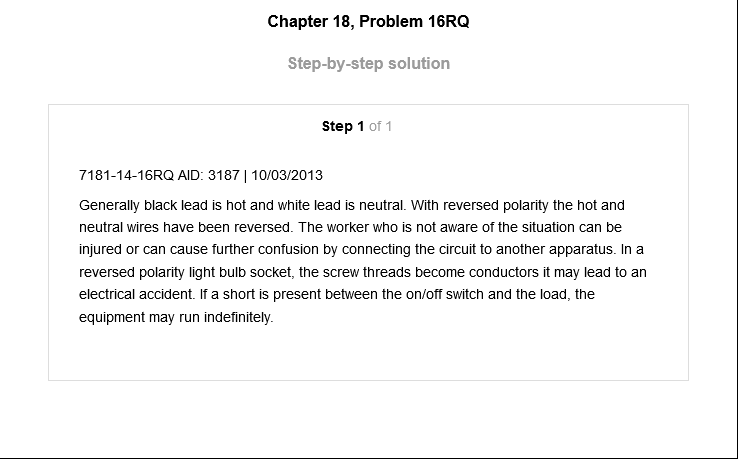 Chapter 18, Problem 16RQ
Step-by-step solution
Step 1 of 1
7181-14-16RQ AID: 3187 | 10/03/2013
Generally black lead is hot and white lead is neutral. With reversed polarity the hot and
neutral wires have been reversed. The worker who is not aware of the situation can be
injured or can cause further confusion by connecting the circuit to another apparatus. In a
reversed polarity light bulb socket, the screw threads become conductors it may lead to an
electrical accident. If a short is present between the on/off switch and the load, the
equipment may run indefinitely.